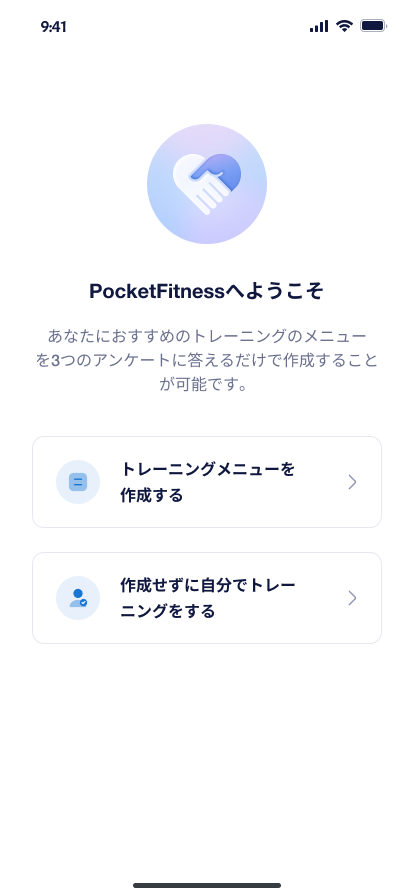 9:41
PocketFitnessへようこそ
あなたにおすすめのトレーニングのメニュー
を3つのアンケートに答えるだけで作成すること
が可能です。
トレーニングメニューを
作成する
作成せずに自分でトレー
ニングをする